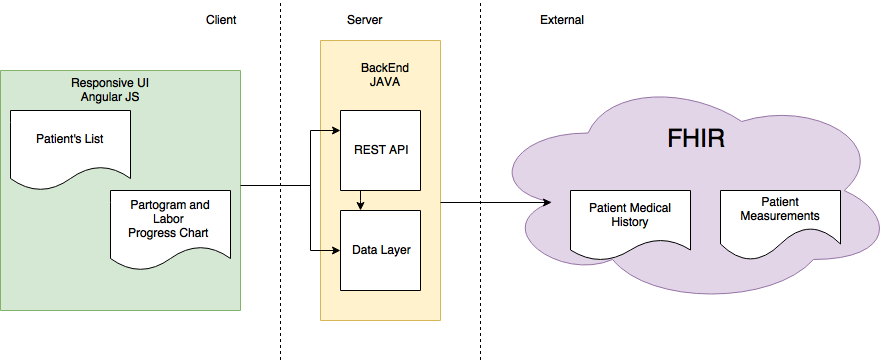 Client
Server
External
Responsive UI
Angular JS
Patient's List
Partogram and
Labor
Progress Chart
BackEnd
JAVA
REST API
Data Layer
FHIR
Patient Medical
History
Patient
Measurements